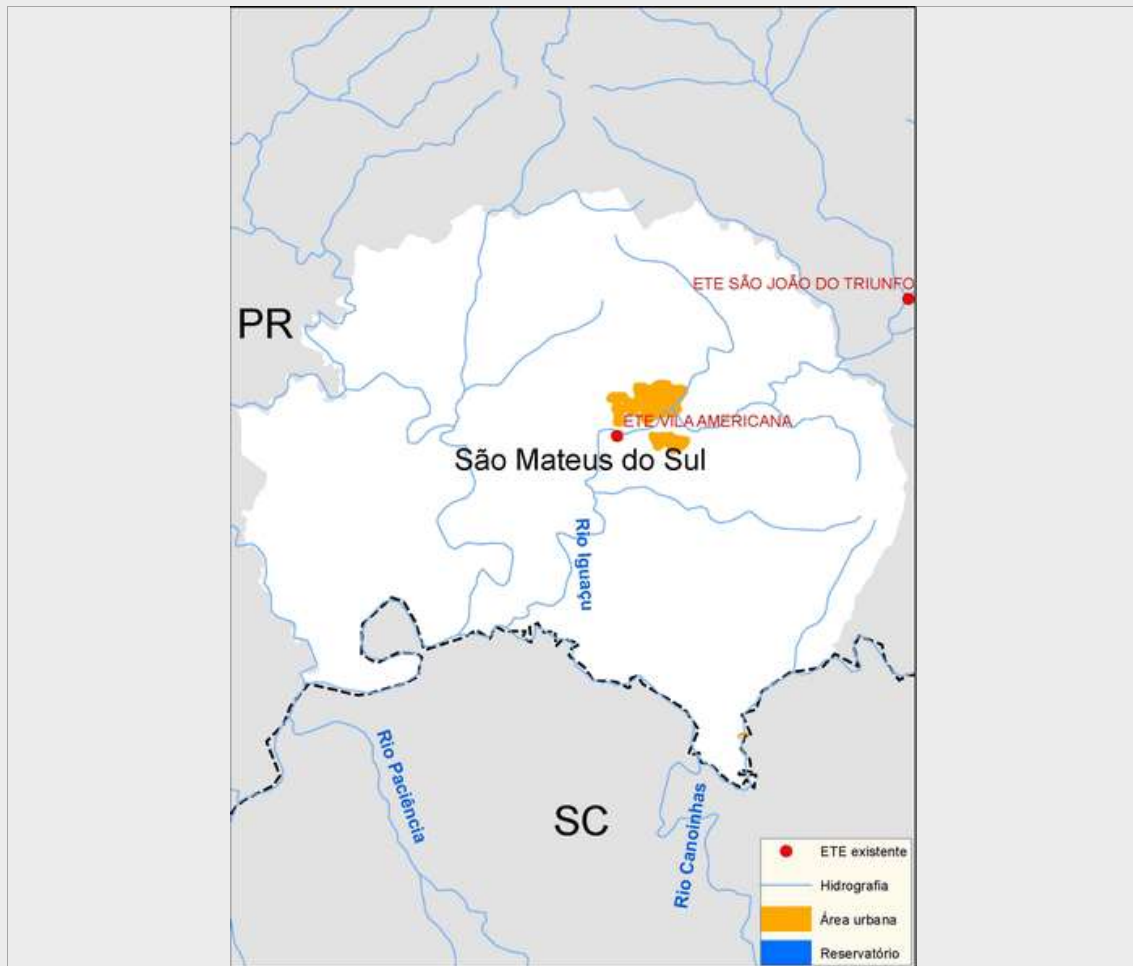 ETE SÃO JOÃO DO TRIUNFO
PR
ETE VILA AMERICANA
São Mateus do Sul
Rio Iguaçu
Rio Paciência
SC
Rio Canoinhas
ETE existente
Hidrografia
Área urbana
Reservatório